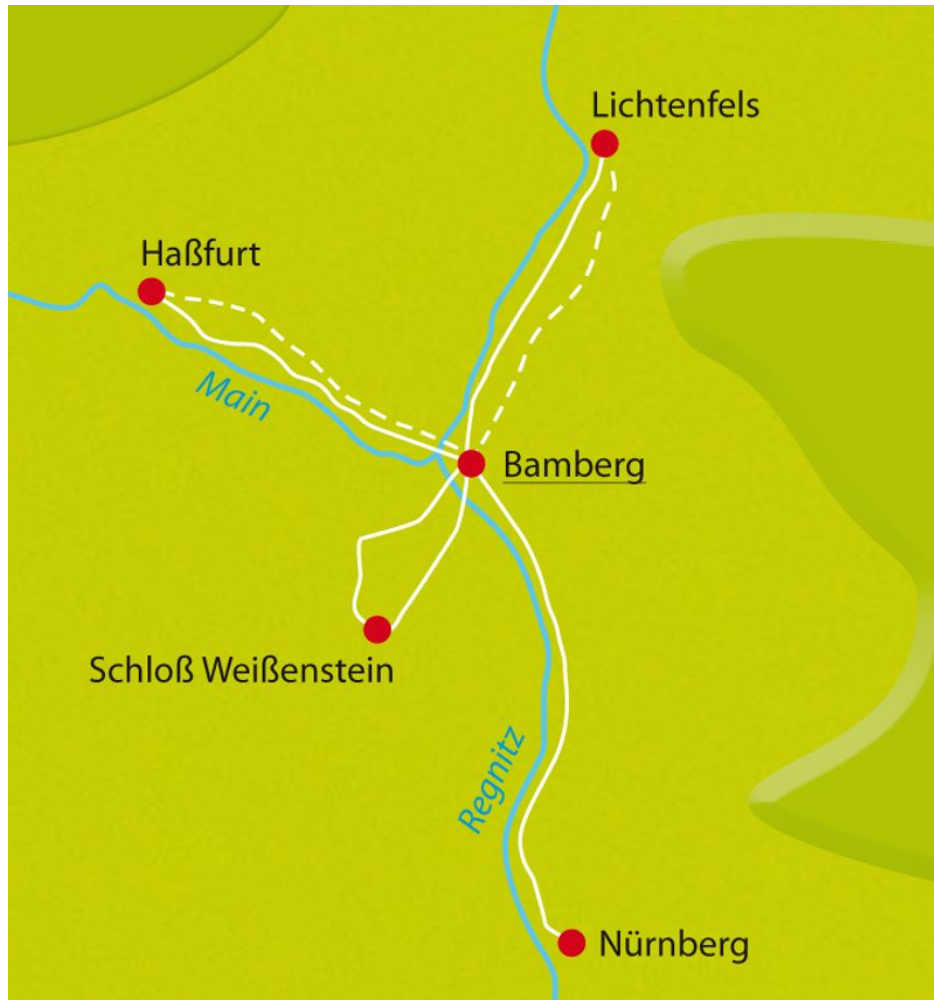 Lichtenfels
Haßfurt
Main
Bamberg
Schloß Weißenstein
Regnitz
Nürnberg